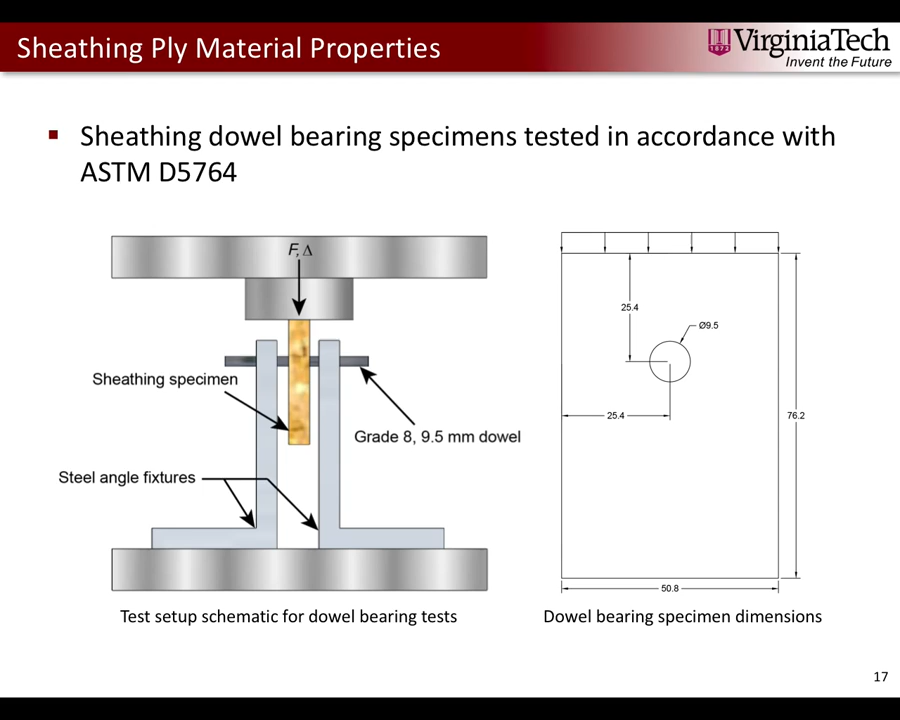 Sheathing Ply Material Properties
1872
VirginiaTech
Invent the Future
▪ Sheathing dowel bearing specimens tested in accordance with
ASTM D5764
F, Δ
Sheathing specimen
Grade 8, 9.5 mm dowel
Steel angle fixtures
Test setup schematic for dowel bearing tests
25.4
Ø9.5
25.4
76.2
50.8
Dowel bearing specimen dimensions
17